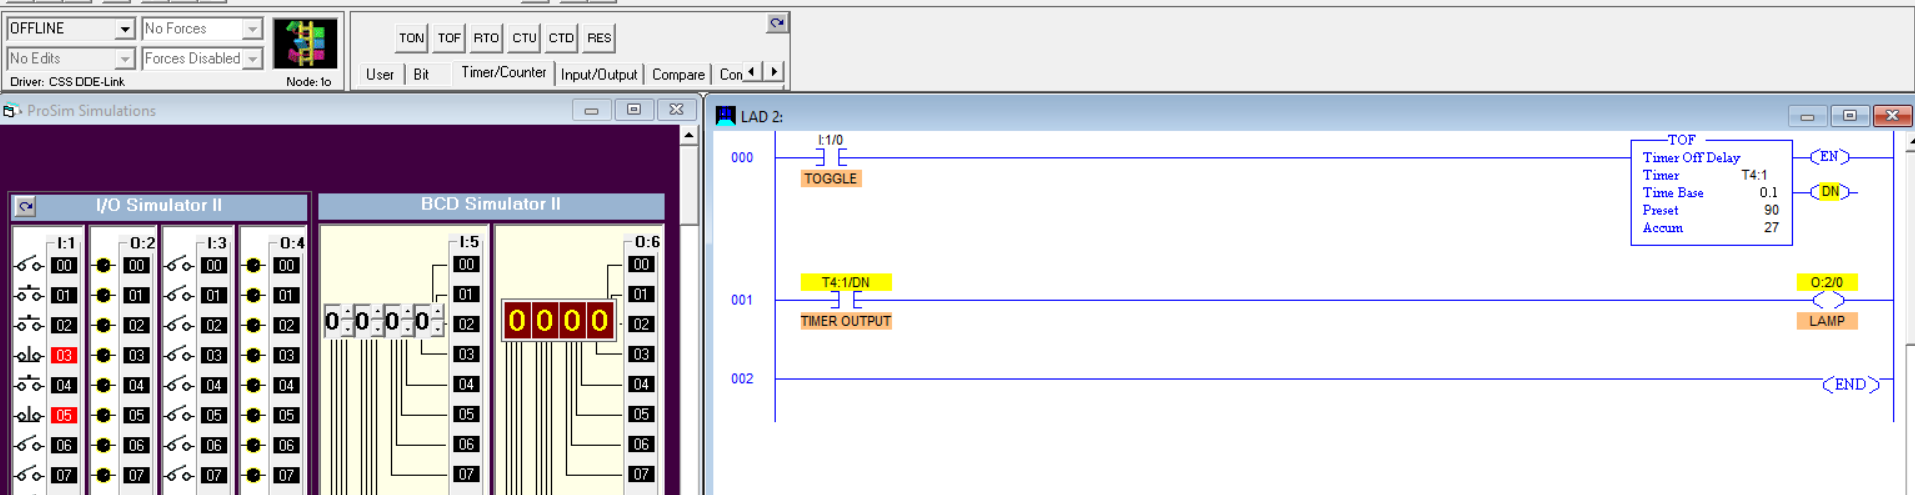 OFFLINE
No Forces
No Edits
Forces Disabled
Driver: CSS DDE-Link
Node: 1o
TON TOF RTO CTU CTD RES
User Bit Timer/Counter Input/Output Compare Con
ProSim Simulations
I/O Simulator II
BCD Simulator II
I:1 O:2 I:3 O:4 I:5 O:6
00 00 00 00 00 00
01 01 01 01 01 01
02 02 02 02 0 0 0 0 02 0 0 0 0 02
03 03 03 03 03 03
04 04 04 04 04 04
05 05 05 05 05 05
06 06 06 06 06 06
07 07 07 07 07 07
LAD 2:
000
I:1/0
TOGGLE
TOF
Timer Off Delay
Timer T4:1
Time Base 0.1
Preset 90
Accum 27
EN
DN
001
T4:1/DN
TIMER OUTPUT
O:2/0
LAMP
002
END